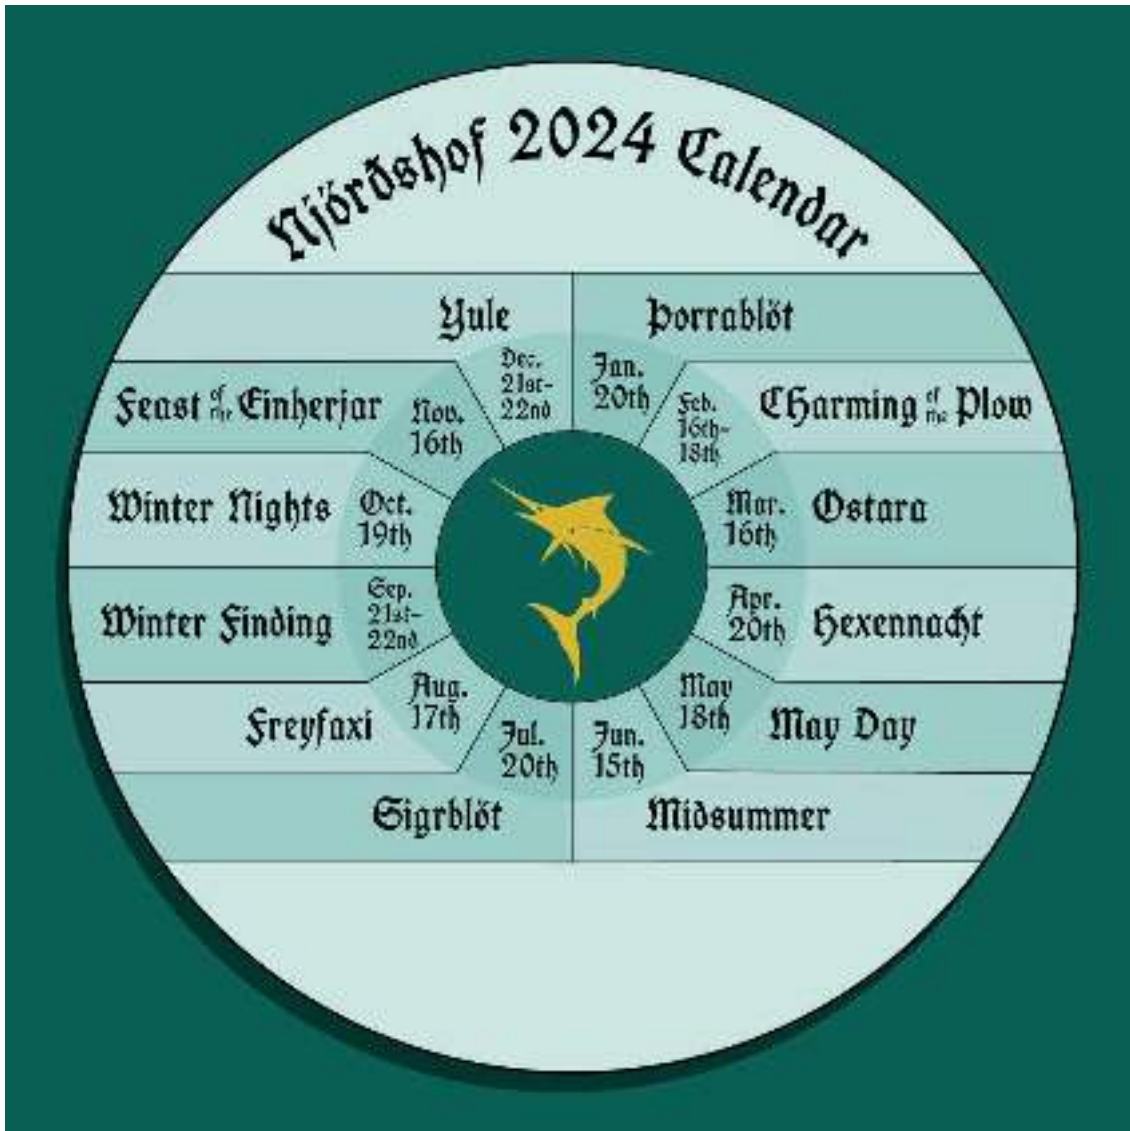 Njörðshof 2024 Calendar
Yule
Dec.
21st-
22nd
Þorrablöt
Jan.
20th
Feast of the Einherjar
Nov.
16th
CHarming of the Plow
Feb.
16th-
18th
Winter Nights
Oct.
19th
Ostara
Mar.
16th
Winter Finding
Sep.
21st-
22nd
Hexennacht
Apr.
20th
Freyfaxi
Aug.
17th
May Day
May
18th
Sigrblöt
Jul.
20th
Midsummer
Jun.
15th